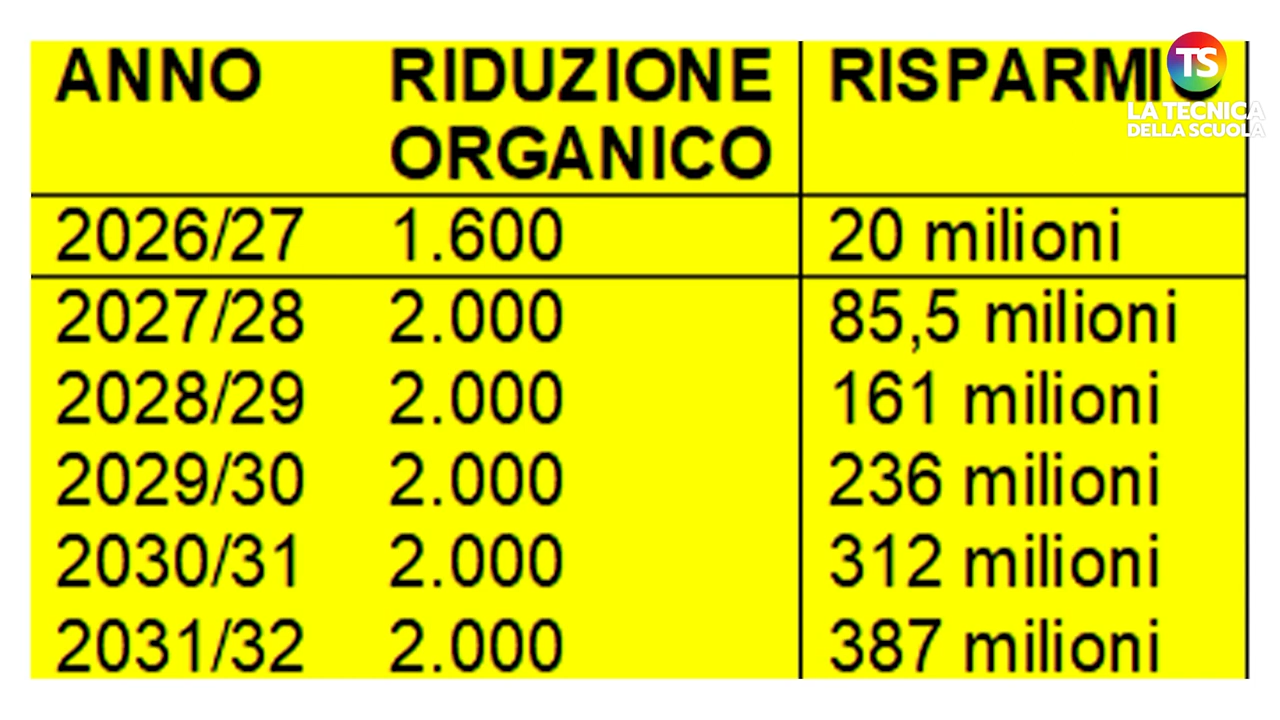 ANNO RIDUZIONE ORGANICO RISPARMIO
TS
LA TECNICA
DELLA SCUOLA
2026/27 1.600 20 milioni
2027/28 2.000 85,5 milioni
2028/29 2.000 161 milioni
2029/30 2.000 236 milioni
2030/31 2.000 312 milioni
2031/32 2.000 387 milioni